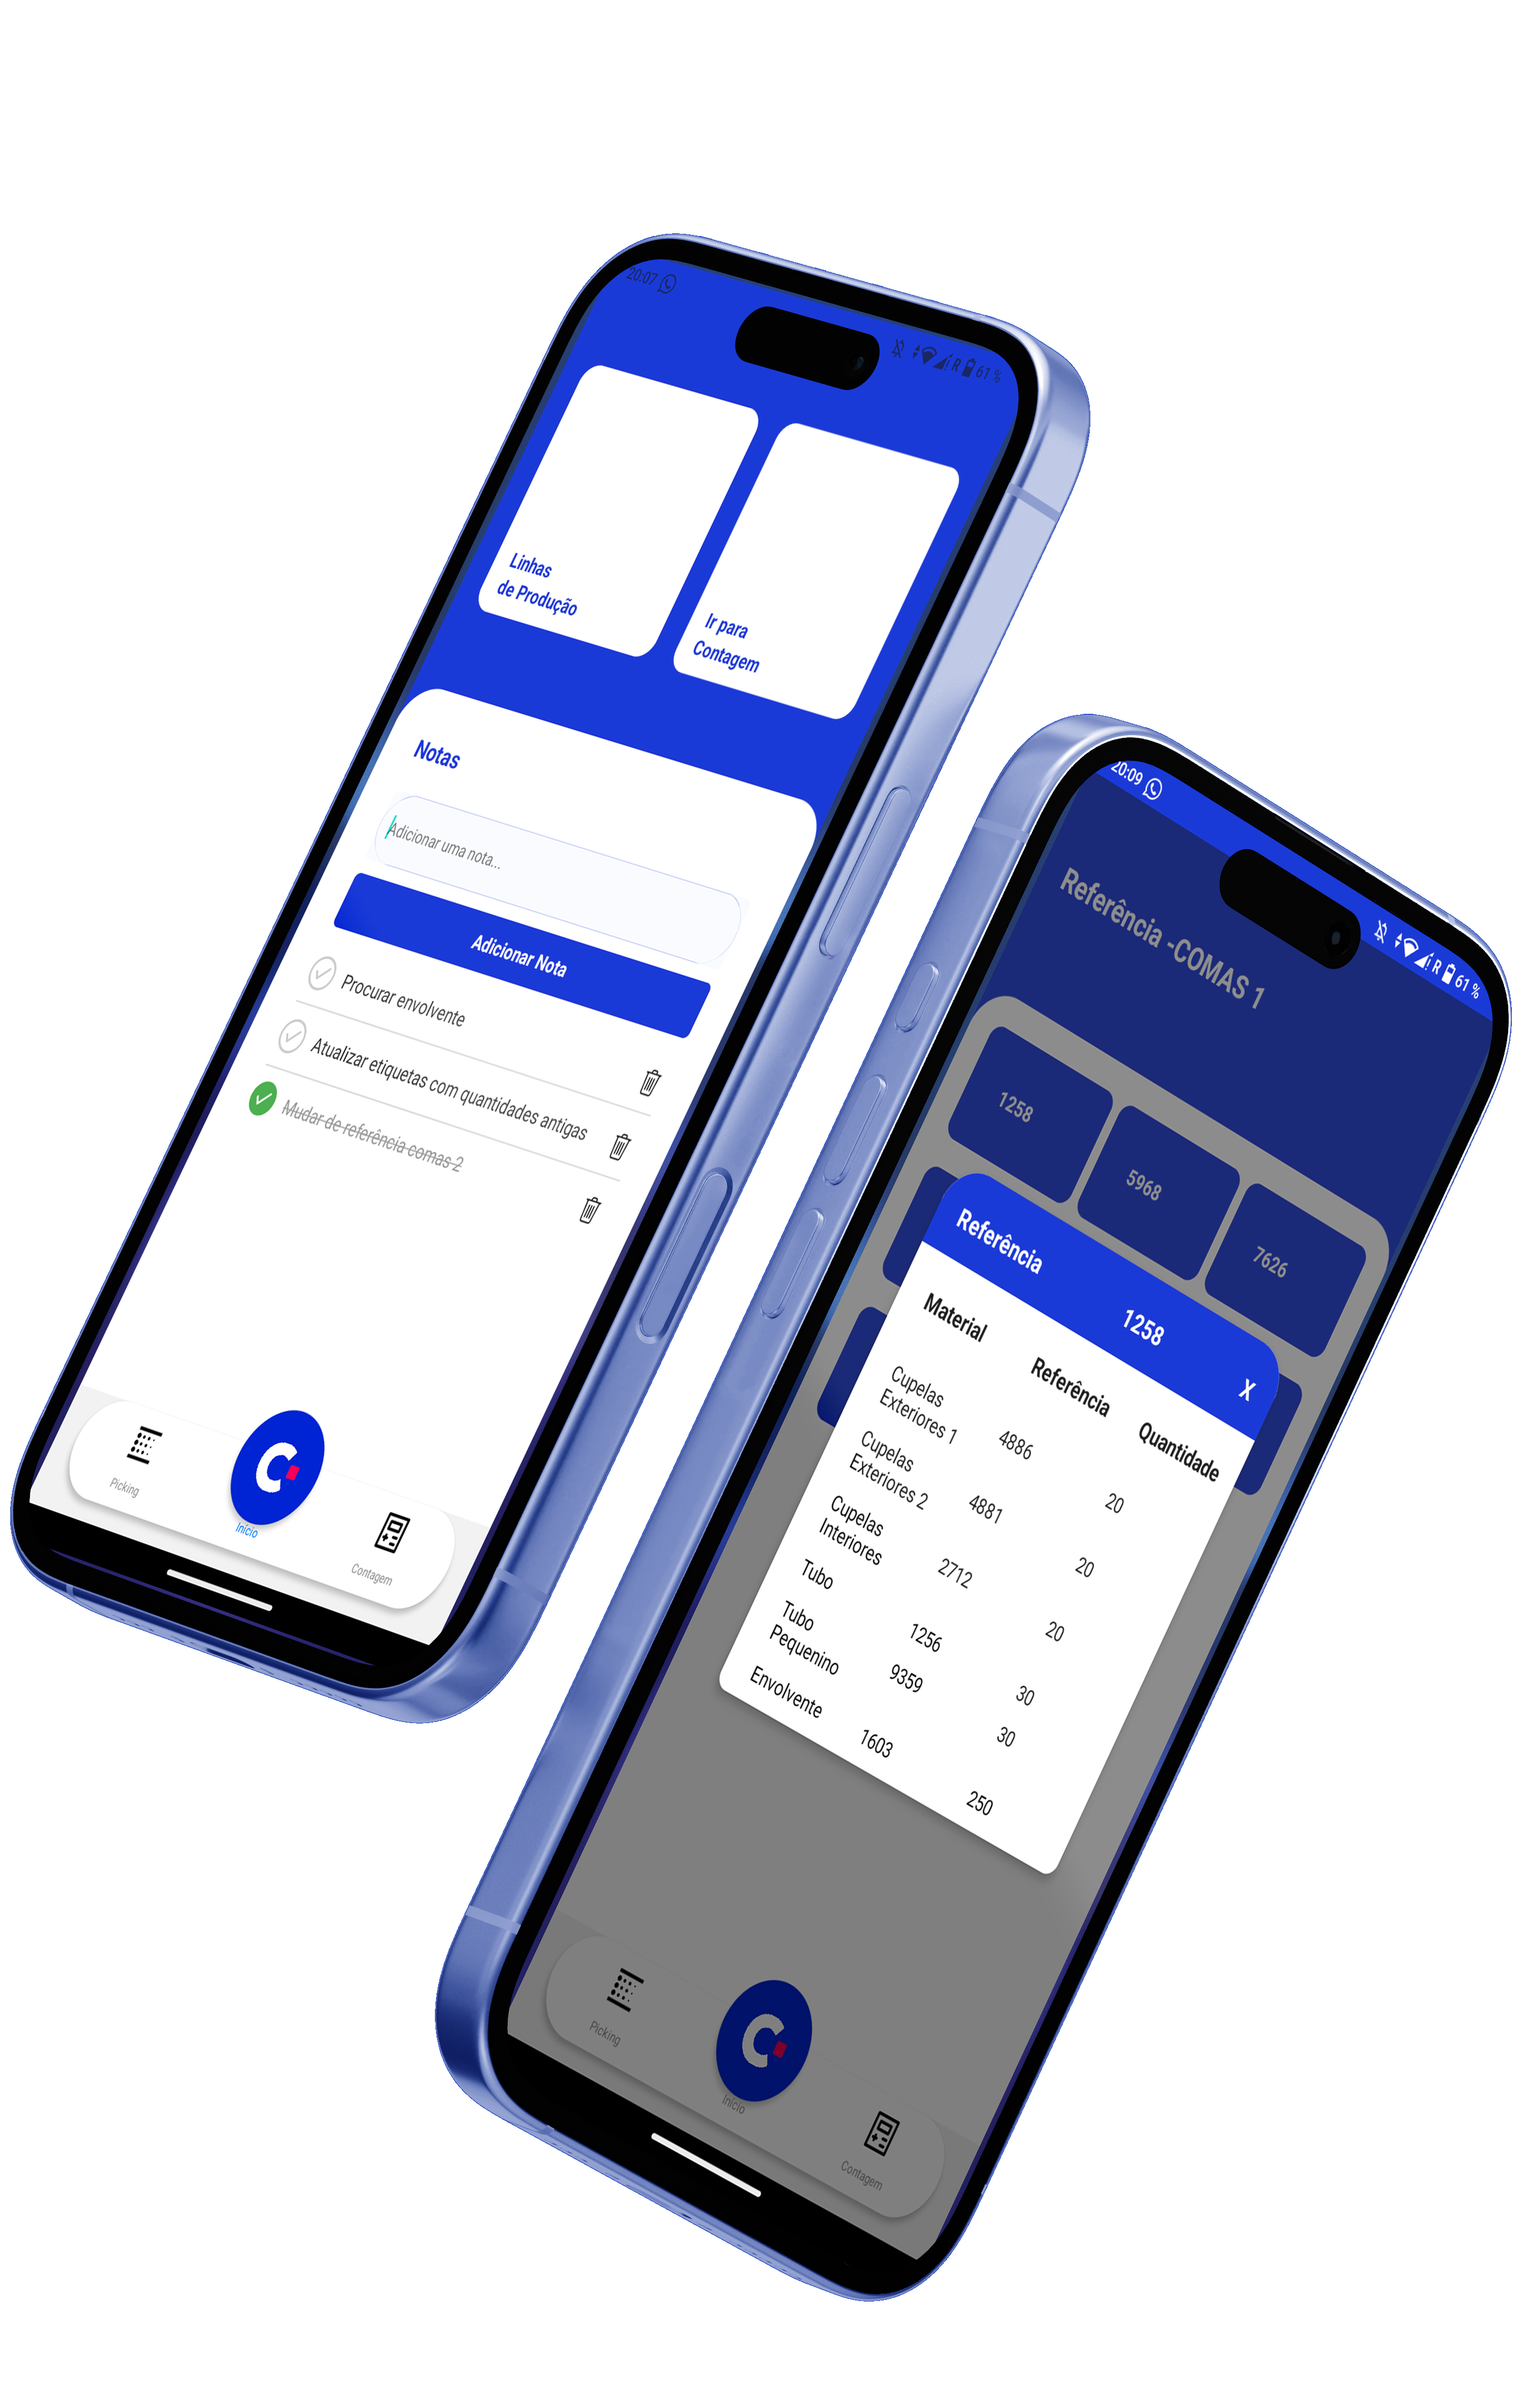 20:07
R 61 %
Linhas
de Produção
Ir para
Contagem
Notas
Adicionar uma nota...
Adicionar Nota
Procurar envolvente
Atualizar etiquetas com quantidades antigas
Mudar de referência comas 2
Picking
Início
Contagem
20:09
R 61 %
Referência -COMAS 1
1258
5968
7626
Referência
1258
X
Material Referência Quantidade
Cupelas
Exteriores 1 4886 20
Cupelas
Exteriores 2 4881 20
Cupelas
Interiores 2712 20
Tubo 1256 30
Tubo
Pequenino 9359 30
Envolvente 1603 250
Picking
Início
Contagem